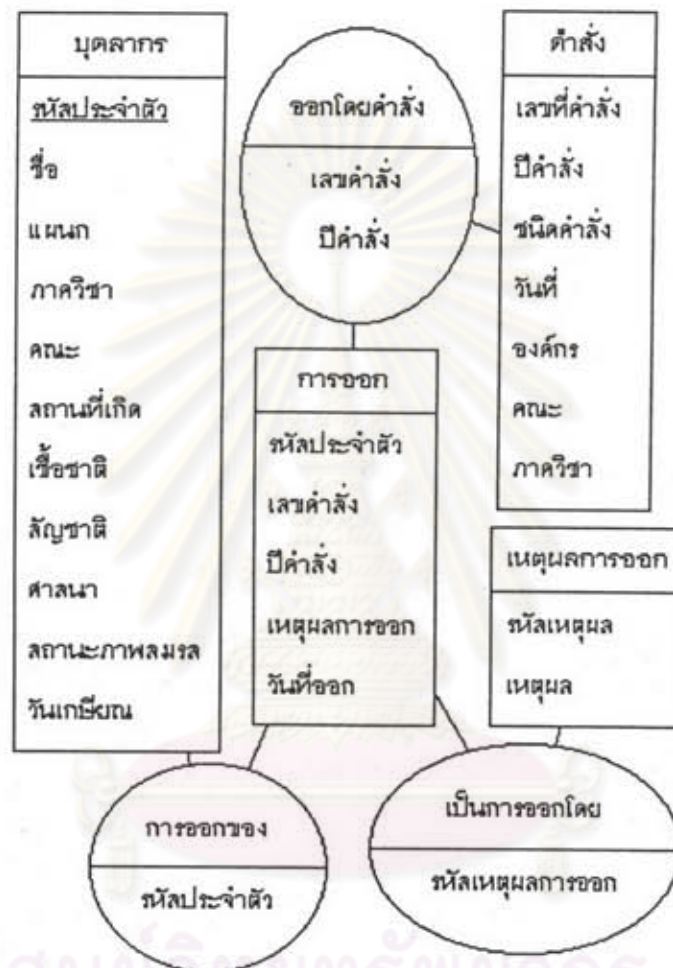 บุคลากร
รหัสประจำตัว
ชื่อ
แผนก
ภาควิชา
คณะ
สถานที่เกิด
เชื้อชาติ
สัญชาติ
ศาสนา
สถานะภาพสมรส
วันเกษียณ
ออกโดยคำสั่ง
เลขคำสั่ง
ปีคำสั่ง
คำสั่ง
เลขที่คำสั่ง
ปีคำสั่ง
ชนิดคำสั่ง
วันที่
องค์กร
คณะ
ภาควิชา
การออก
รหัสประจำตัว
เลขคำสั่ง
ปีคำสั่ง
เหตุผลการออก
วันที่ออก
เหตุผลการออก
รหัสเหตุผล
เหตุผล
การออกของ
รหัสประจำตัว
เป็นการออกโดย
รหัสเหตุผลการออก